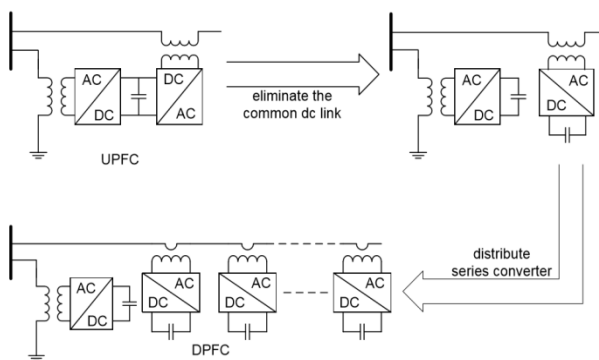 AC
DC
DC
AC
UPFC
eliminate the
common dc link
AC
DC
AC
DC
distribute
series converter
AC
DC
AC
DC
AC
DC
AC
DC
DPFC